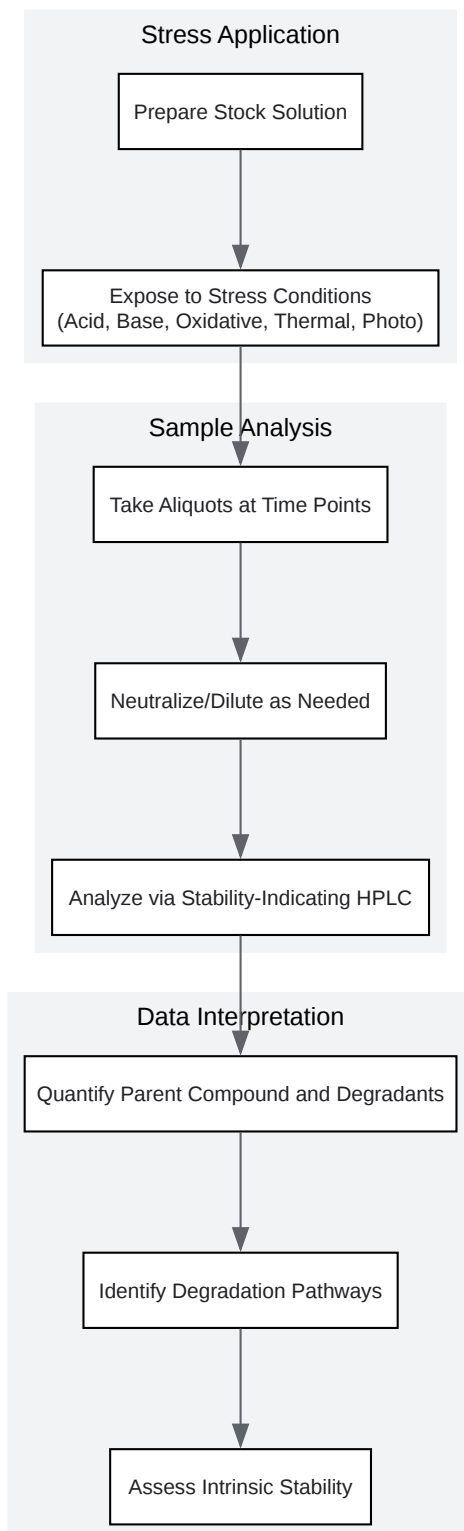 Stress Application
Prepare Stock Solution
Expose to Stress Conditions
(Acid, Base, Oxidative, Thermal, Photo)
Sample Analysis
Take Aliquots at Time Points
Neutralize/Dilute as Needed
Analyze via Stability-Indicating HPLC
Data Interpretation
Quantify Parent Compound and Degradants
Identify Degradation Pathways
Assess Intrinsic Stability